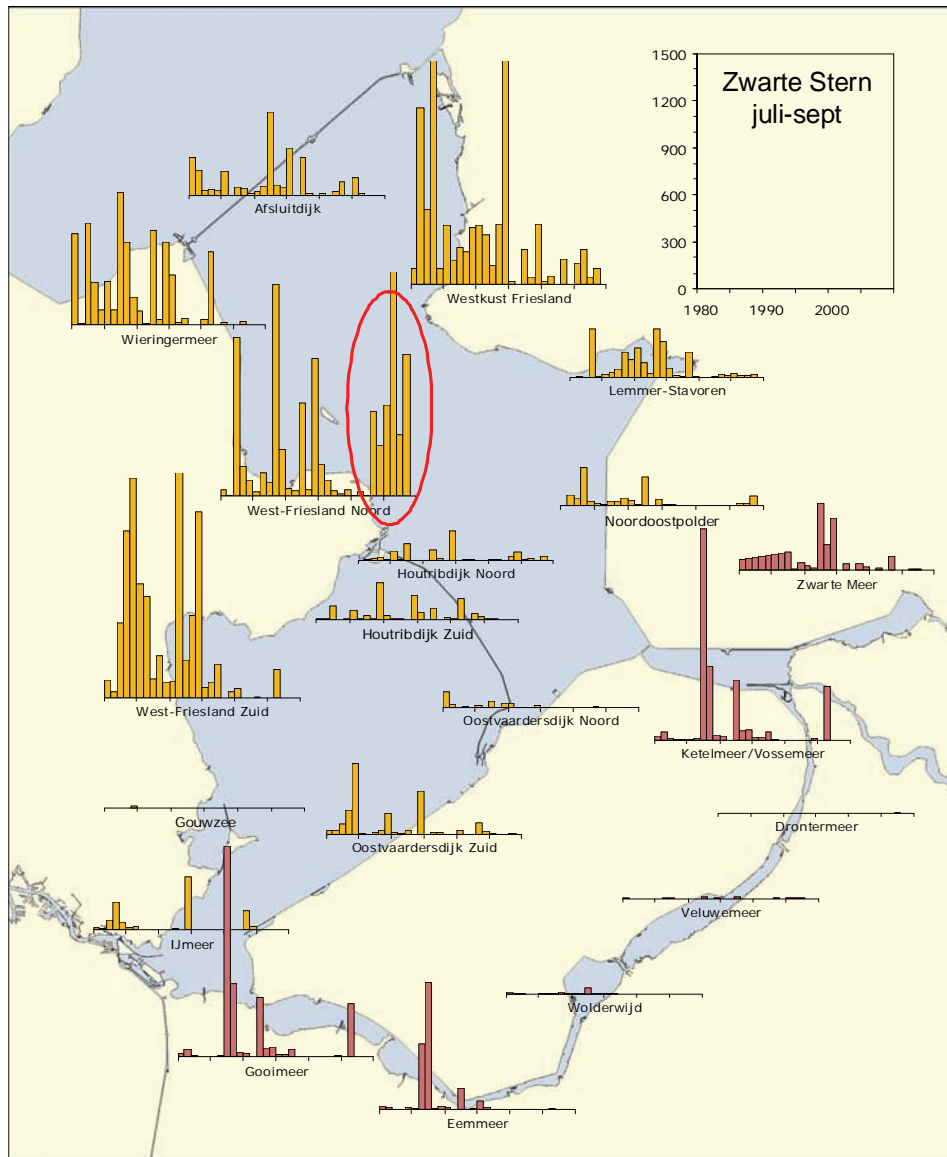 1500
1200
900
600
300
0
Zwarte Stern
juli-sept
1980 1990 2000
Afsluitdijk
Westkust Friesland
Wieringermeer
Lemmer-Stavoren
West-Friesland Noord
Noordoostpolder
Houtribdijk Noord
Zwarte Meer
Houtribdijk Zuid
West-Friesland Zuid
Oostvaardersdijk Noord
Ketelmeer/Vossemeer
Gouwzee
Drontermeer
Oostvaardersdijk Zuid
Veluwemeer
IJmeer
Wolderwijd
Gooimeer
Eemmeer